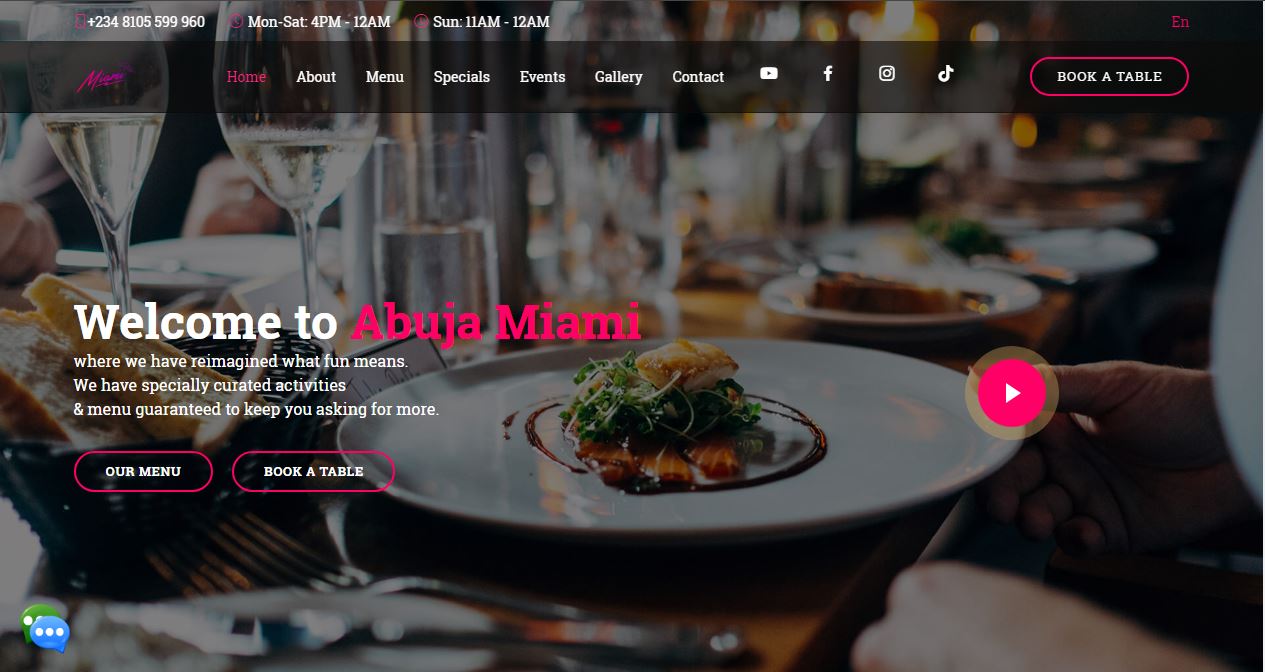 +234 8105 599 960
Mon-Sat: 4PM - 12AM
Sun: 11AM - 12AM
En
Miami
Home
About
Menu
Specials
Events
Gallery
Contact
BOOK A TABLE
Welcome to Abuja Miami
where we have reimagined what fun means.
We have specially curated activities
& menu guaranteed to keep you asking for more.
OUR MENU
BOOK A TABLE